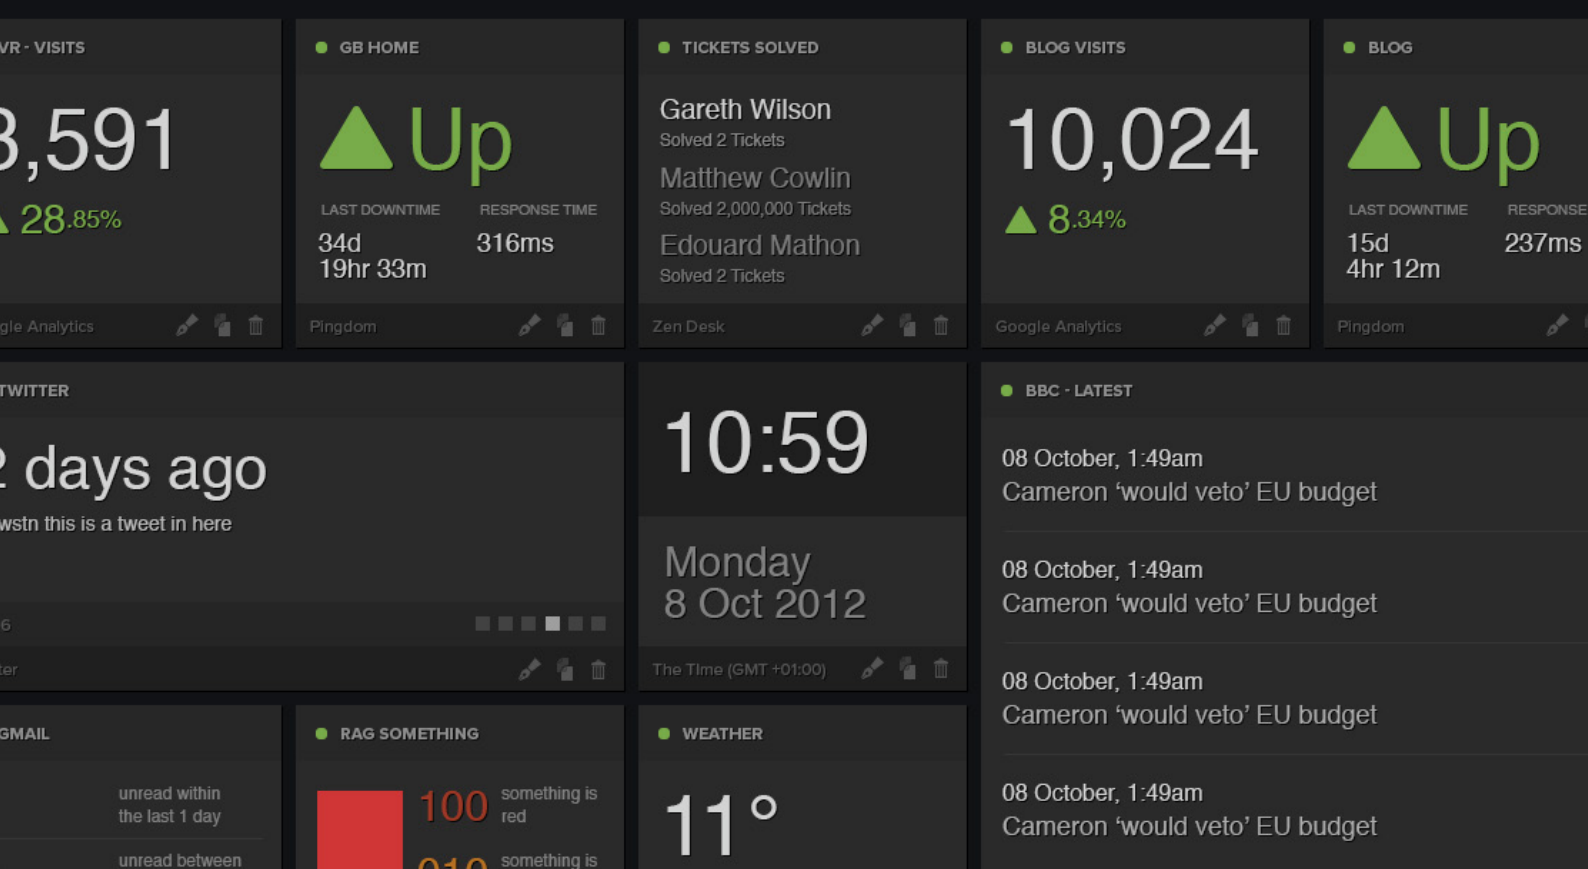 VR - VISITS
3,591
28.85%
gle Analytics
GB HOME
Up
LAST DOWNTIME
RESPONSE TIME
34d
316ms
19hr 33m
Pingdom
TICKETS SOLVED
Gareth Wilson
Solved 2 Tickets
Matthew Cowlin
Solved 2,000,000 Tickets
Edouard Mathon
Solved 2 Tickets
Zen Desk
BLOG VISITS
10,024
8.34%
Google Analytics
BLOG
Up
LAST DOWNTIME
RESPONSE
15d
237ms
4hr 12m
Pingdom
TWITTER
2 days ago
wstn this is a tweet in here
6
ter
10:59
Monday
8 Oct 2012
The TIme (GMT +01:00)
BBC - LATEST
08 October, 1:49am
Cameron ‘would veto’ EU budget
08 October, 1:49am
Cameron ‘would veto’ EU budget
08 October, 1:49am
Cameron ‘would veto’ EU budget
08 October, 1:49am
Cameron ‘would veto’ EU budget
GMAIL
unread within
the last 1 day
unread between
RAG SOMETHING
100
something is
red
010
something is
WEATHER
11°